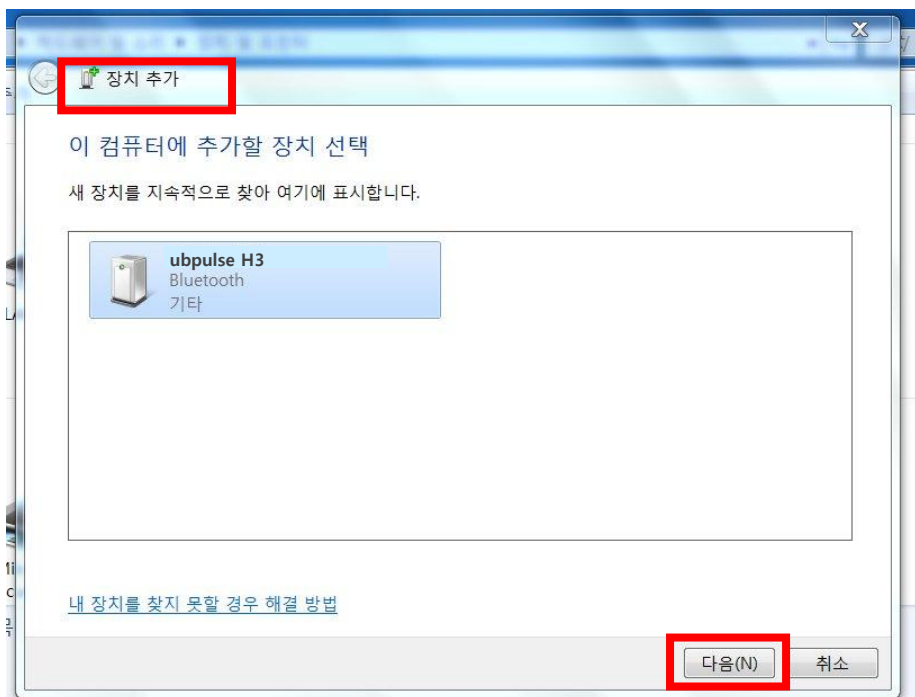 장치 추가
이 컴퓨터에 추가할 장치 선택
새 장치를 지속적으로 찾아 여기에 표시합니다.
ubpulse H3
Bluetooth
기타
내 장치를 찾지 못할 경우 해결 방법
다음(N)
취소